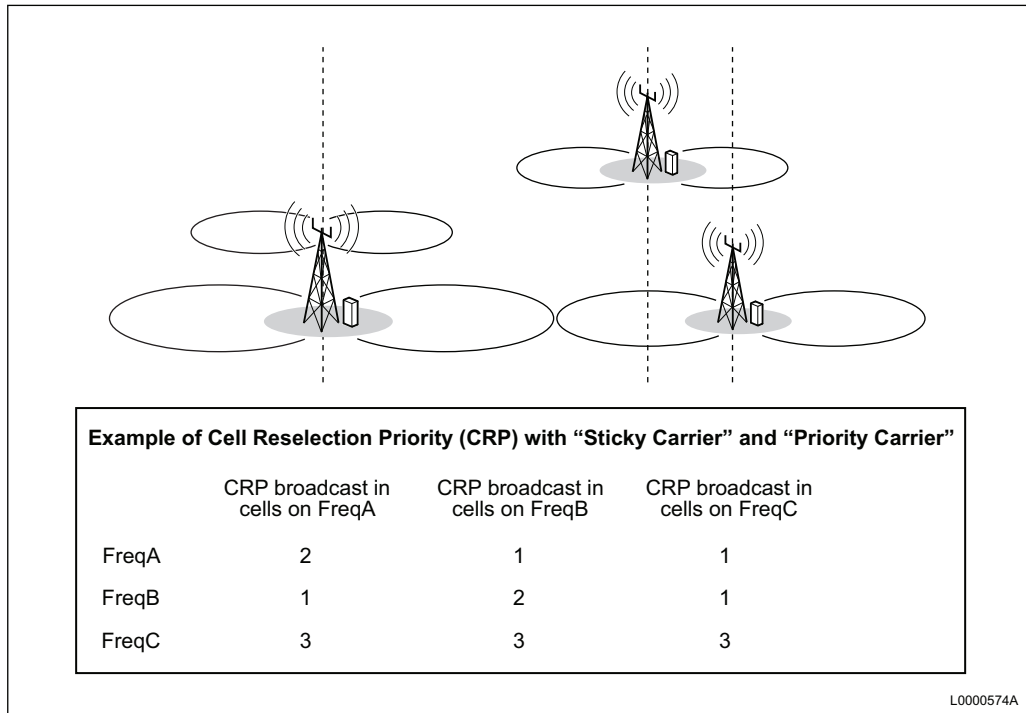 Example of Cell Reselection Priority (CRP) with “Sticky Carrier” and “Priority Carrier”
CRP broadcast in CRP broadcast in CRP broadcast in
cells on FreqA cells on FreqB cells on FreqC
FreqA 2 1 1
FreqB 1 2 1
FreqC 3 3 3
L0000574A